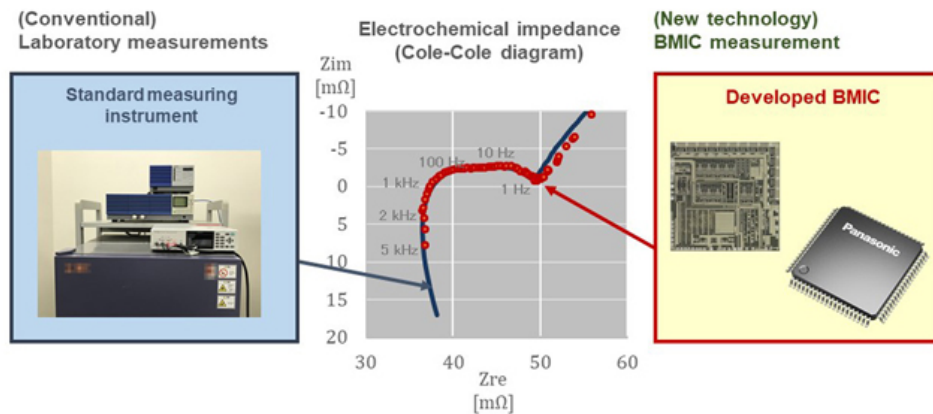 (Conventional)
Laboratory measurements
Standard measuring
instrument
Electrochemical impedance
(Cole-Cole diagram)
Zim
[mΩ]
-10
-5
0
5
10
15
20
100 Hz
10 Hz
1 kHz
1 Hz
2 kHz
5 kHz
30
40
50
60
Zre
[mΩ]
(New technology)
BMIC measurement
Developed BMIC
Panasonic